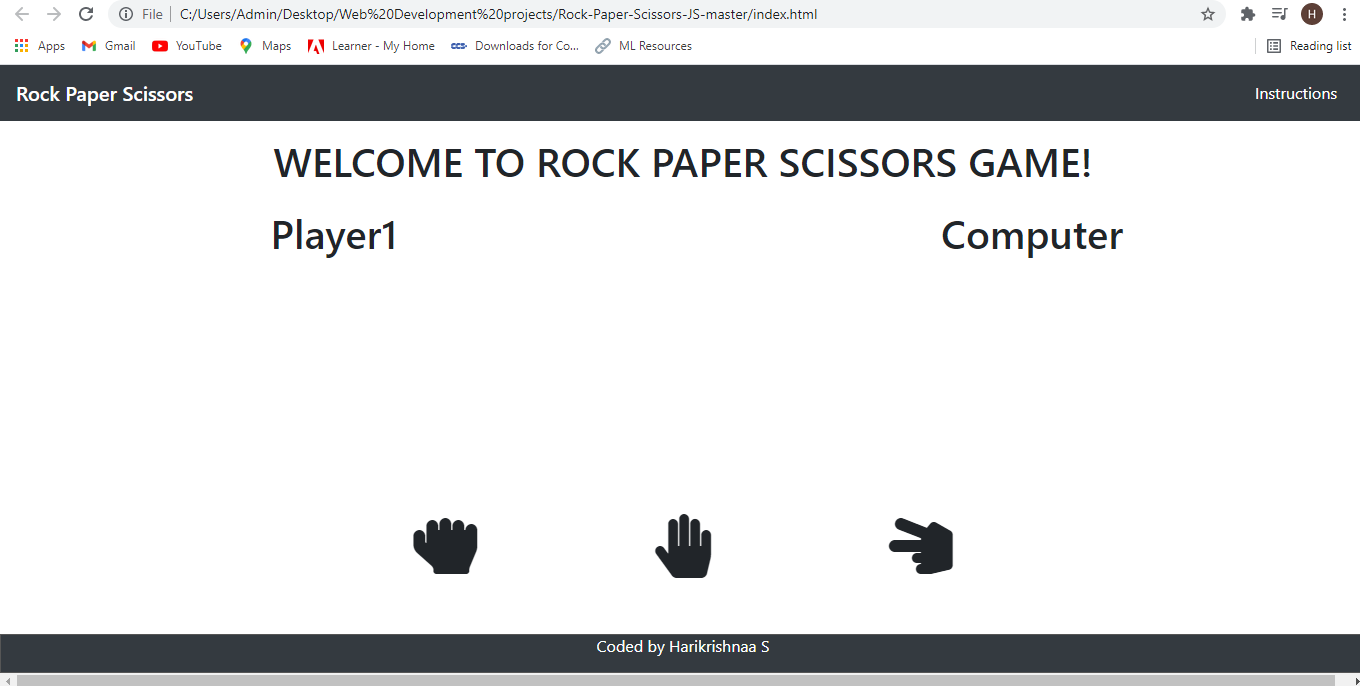 File C:/Users/Admin/Desktop/Web%20Development%20projects/Rock-Paper-Scissors-JS-master/index.html H
Apps Gmail YouTube Maps Learner - My Home CCS Downloads for Co... ML Resources Reading list
Rock Paper Scissors Instructions
WELCOME TO ROCK PAPER SCISSORS GAME!
Player1 Computer
Coded by Harikrishnaa S